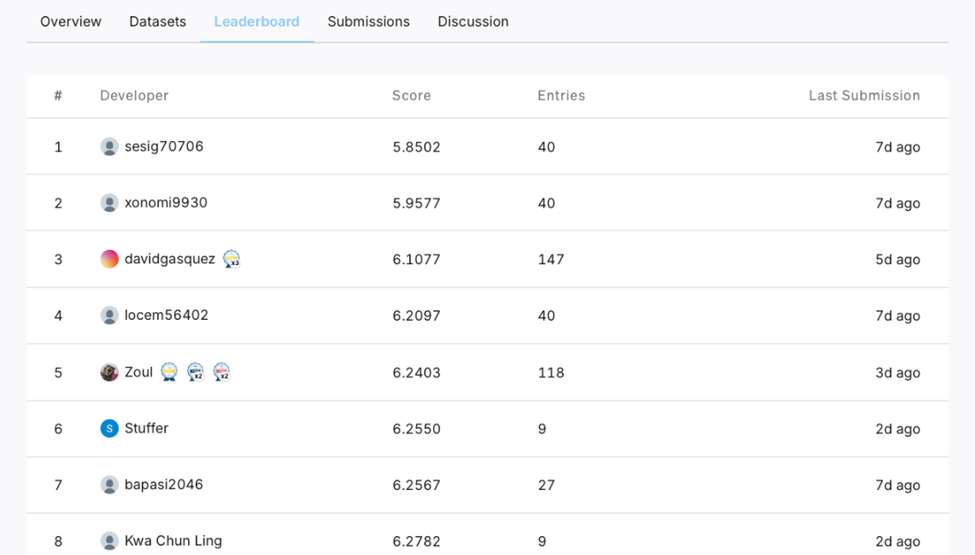 Overview Datasets Leaderboard Submissions Discussion
# Developer Score Entries Last Submission
1 sesig70706 5.8502 40 7d ago
2 xonomi9930 5.9577 40 7d ago
3 davidgasquez x3 6.1077 147 5d ago
4 locem56402 6.2097 40 7d ago
5 Zoul x2 x2 6.2403 118 3d ago
6 S Stuffer 6.2550 9 2d ago
7 bapasi2046 6.2567 27 7d ago
8 Kwa Chun Ling 6.2782 9 2d ago